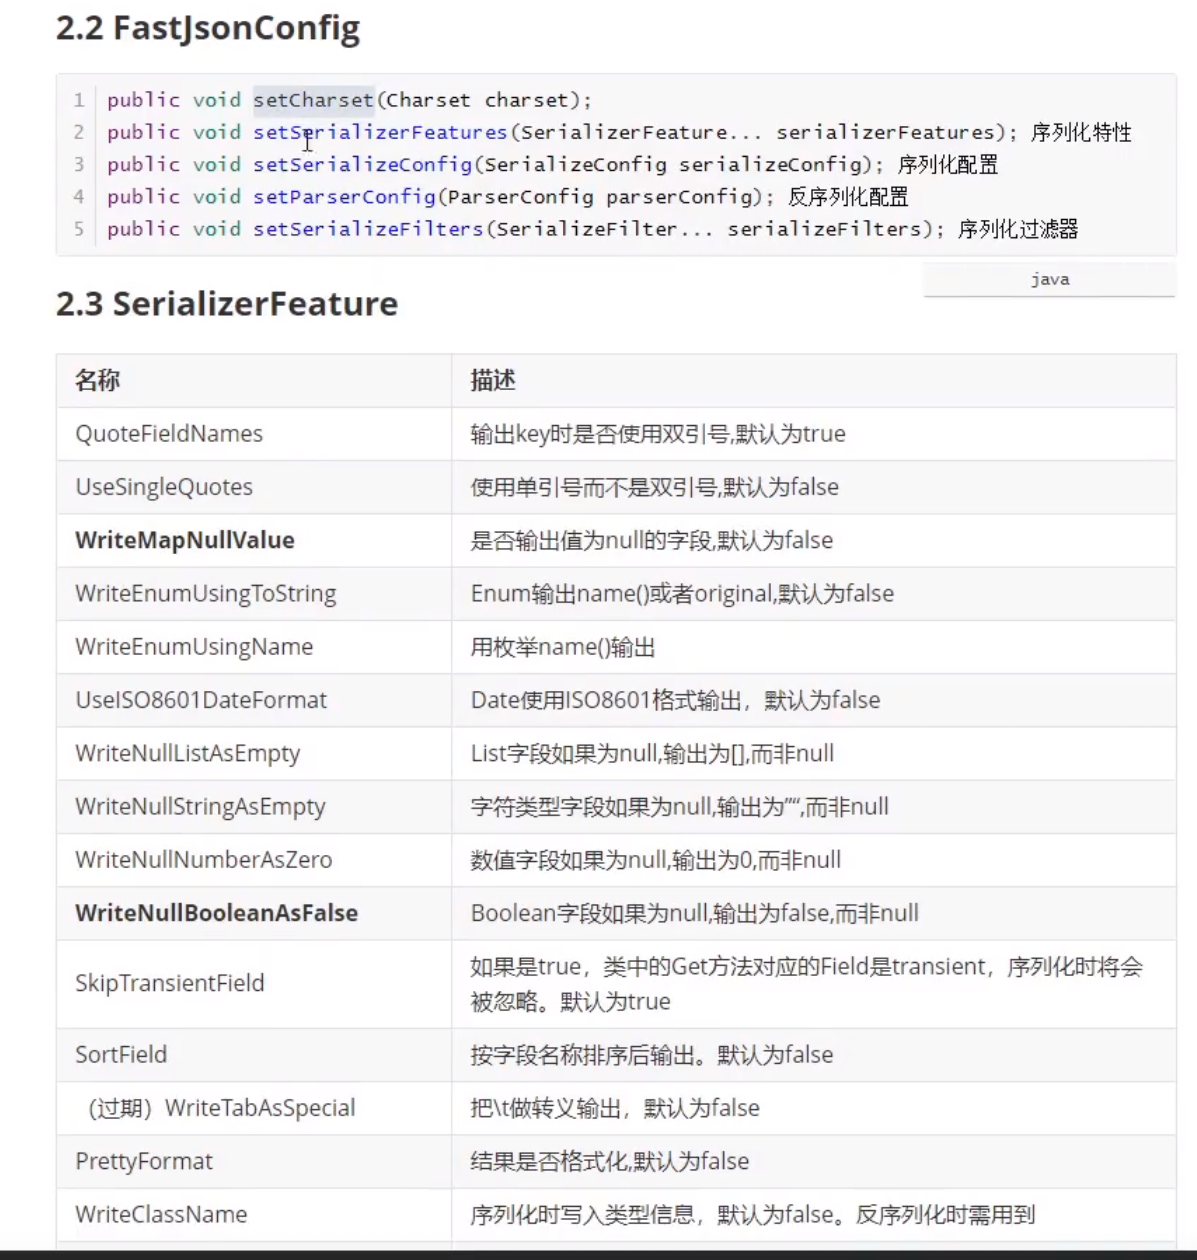 2.2 FastJsonConfig
1 public void setCharset(Charset charset);
2 public void setSerializerFeatures(SerializerFeature... serializerFeatures); 序列化特性
3 public void setSerializeConfig(SerializeConfig serializeConfig); 序列化配置
4 public void setParserConfig(ParserConfig parserConfig); 反序列化配置
5 public void setSerializeFilters(SerializeFilter... serializeFilters); 序列化过滤器
java
2.3 SerializerFeature
名称 描述
QuoteFieldNames 输出key时是否使用双引号,默认为true
UseSingleQuotes 使用单引号而不是双引号,默认为false
WriteMapNullValue 是否输出值为null的字段,默认为false
WriteEnumUsingToString Enum输出name()或者original,默认为false
WriteEnumUsingName 用枚举name()输出
UseISO8601DateFormat Date使用ISO8601格式输出，默认为false
WriteNullListAsEmpty List字段如果为null,输出为[],而非null
WriteNullStringAsEmpty 字符类型字段如果为null,输出为”“,而非null
WriteNullNumberAsZero 数值字段如果为null,输出为0,而非null
WriteNullBooleanAsFalse Boolean字段如果为null,输出为false,而非null
SkipTransientField 如果是true，类中的Get方法对应的Field是transient，序列化时将会
被忽略。默认为true
SortField 按字段名称排序后输出。默认为false
（过期）WriteTabAsSpecial 把\t做转义输出，默认为false
PrettyFormat 结果是否格式化,默认为false
WriteClassName 序列化时写入类型信息，默认为false。反序列化时需用到